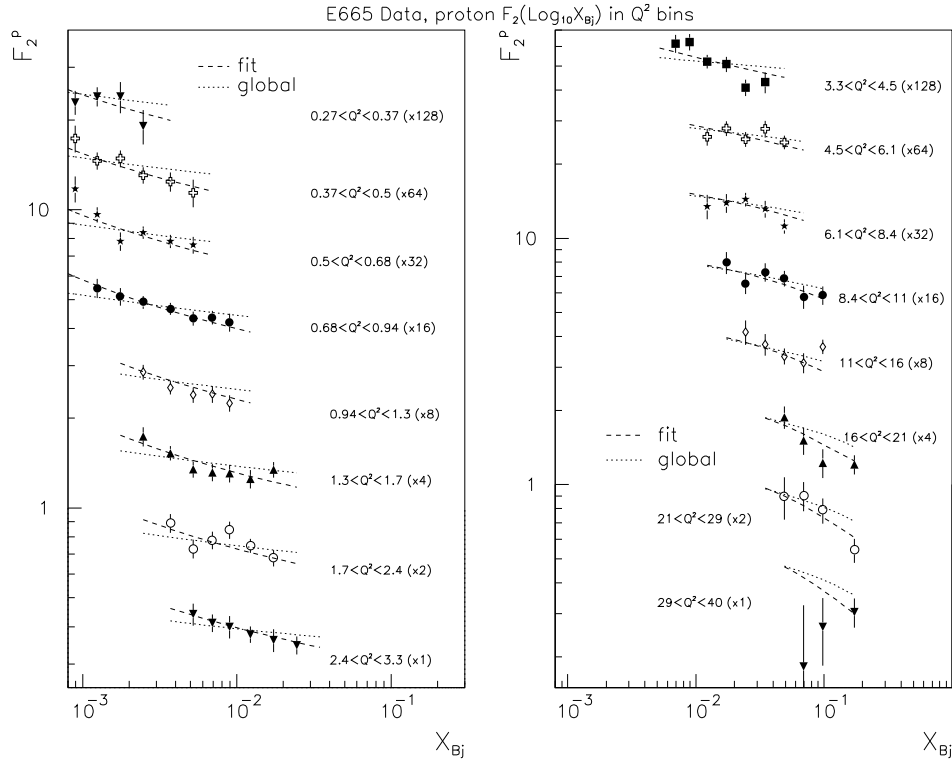 E665 Data, proton F₂(Log₁₀X_Bj) in Q² bins
F₂ᵖ
fit
global
0.27<Q²<0.37 (x128)
0.37<Q²<0.5 (x64)
10
0.5<Q²<0.68 (x32)
0.68<Q²<0.94 (x16)
0.94<Q²<1.3 (x8)
1.3<Q²<1.7 (x4)
1
1.7<Q²<2.4 (x2)
2.4<Q²<3.3 (x1)
10⁻³ 10⁻² 10⁻¹
X_Bj
F₂ᵖ
3.3<Q²<4.5 (x128)
4.5<Q²<6.1 (x64)
6.1<Q²<8.4 (x32)
10
8.4<Q²<11 (x16)
11<Q²<16 (x8)
16<Q²<21 (x4)
fit
global
1
21<Q²<29 (x2)
29<Q²<40 (x1)
10⁻³ 10⁻² 10⁻¹
X_Bj